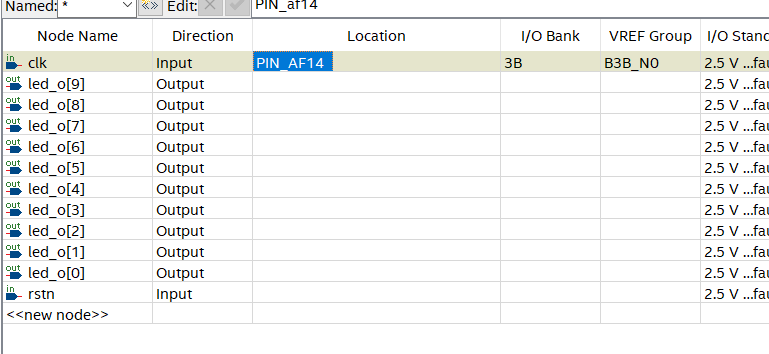 Named: * «» Edit: PIN_af14
Node Name Direction Location I/O Bank VREF Group I/O Stanc
in clk Input PIN_AF14 3B B3B_N0 2.5 V ...fau
out led_o[9] Output 2.5 V ...fau
out led_o[8] Output 2.5 V ...fau
out led_o[7] Output 2.5 V ...fau
out led_o[6] Output 2.5 V ...fau
out led_o[5] Output 2.5 V ...fau
out led_o[4] Output 2.5 V ...fau
out led_o[3] Output 2.5 V ...fau
out led_o[2] Output 2.5 V ...fau
out led_o[1] Output 2.5 V ...fau
out led_o[0] Output 2.5 V ...fau
in rstn Input 2.5 V ...fau
<<new node>>